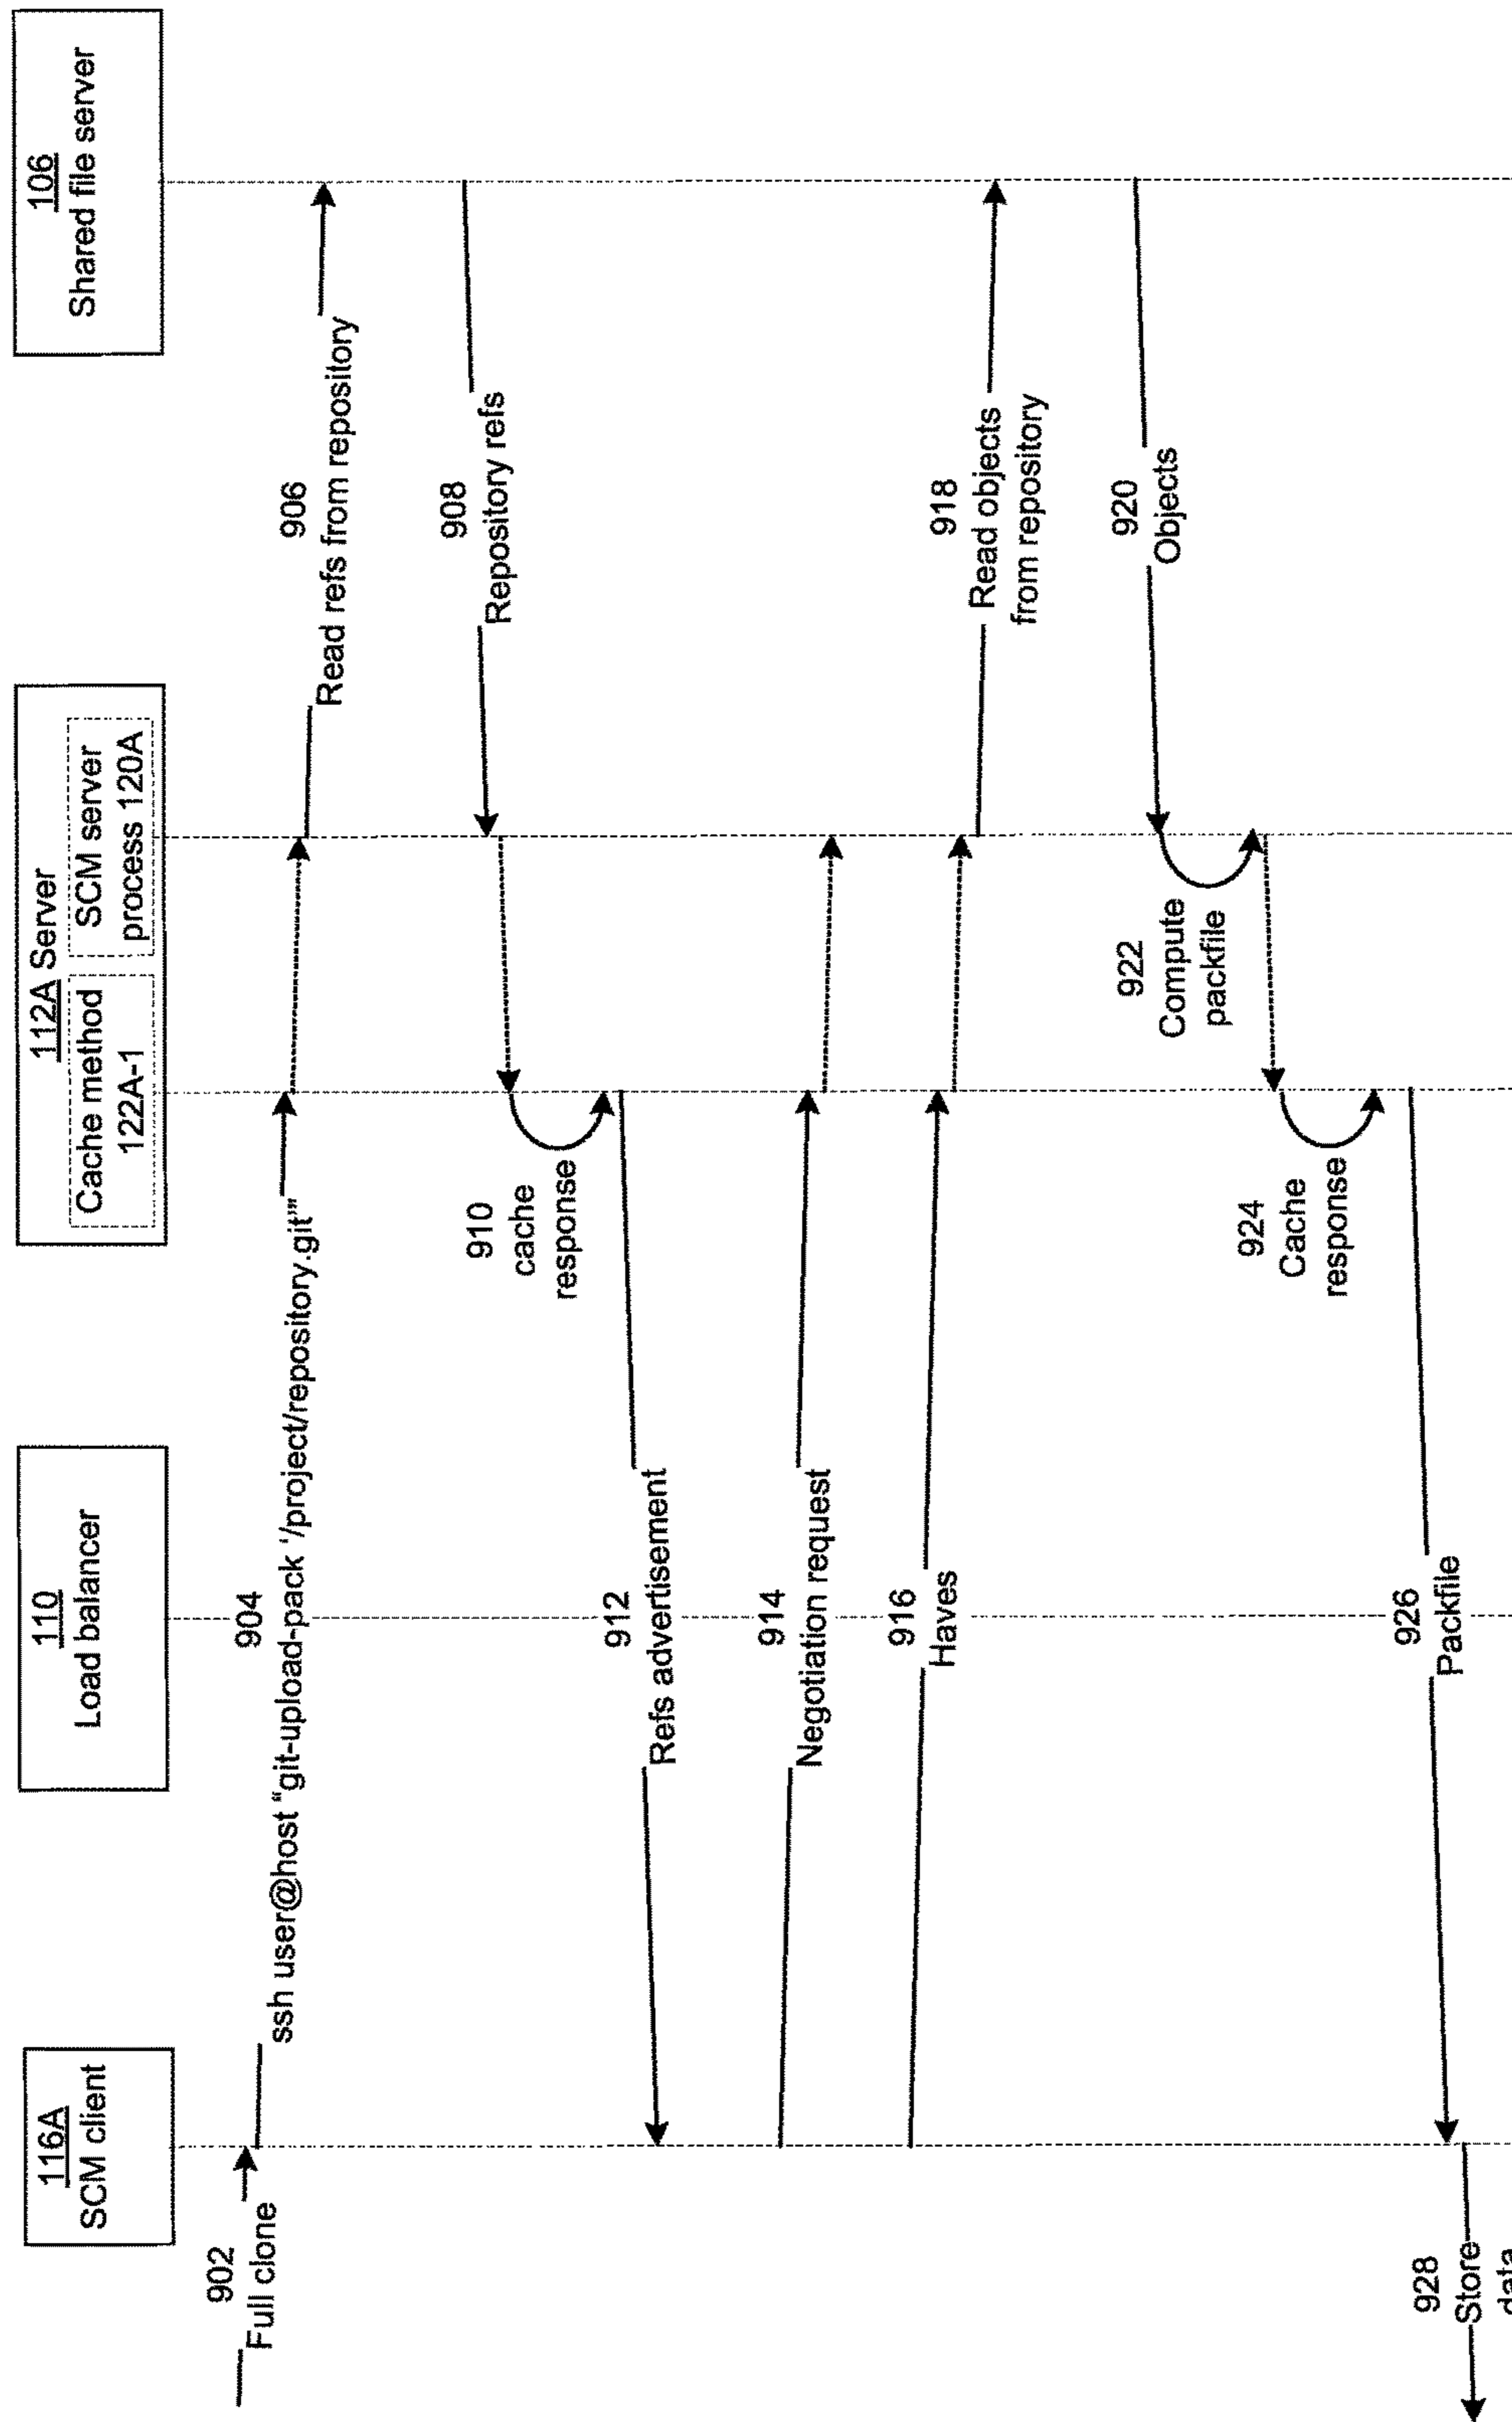 116A
SCM client
110
Load balancer
112A Server
Cache method
122A-1
SCM server
process 120A
106
Shared file server
902
Full clone
904
ssh user@host “git-upload-pack ‘/project/repository.git’”
906
Read refs from repository
908
Repository refs
910
cache
response
912
Refs advertisement
914
Negotiation request
916
Haves
918
Read objects
from repository
920
Objects
922
Compute
packfile
924
Cache
response
926
Packfile
928
Store
data